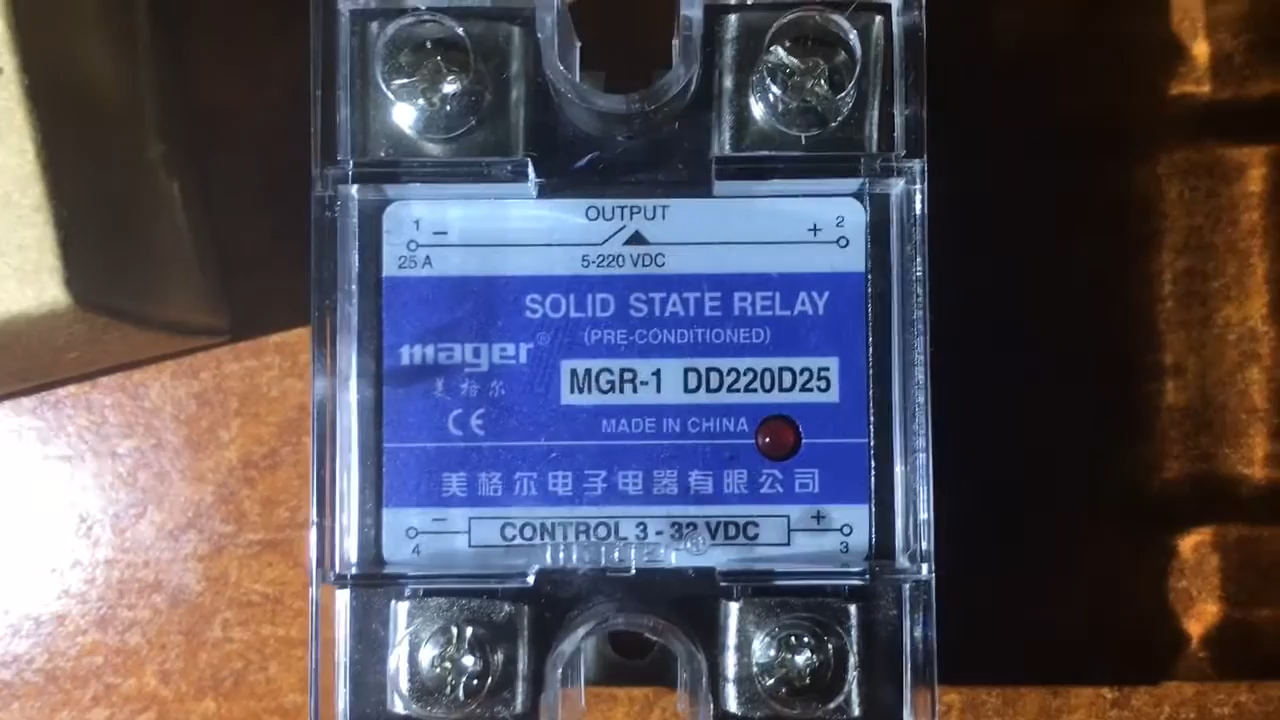 OUTPUT
1 − + 2
25 A 5-220 VDC
SOLID STATE RELAY
(PRE-CONDITIONED)
mager®
美格尔
MGR-1 DD220D25
CE
MADE IN CHINA
美格尔电子电器有限公司
− CONTROL 3 - 32 VDC +
4 3